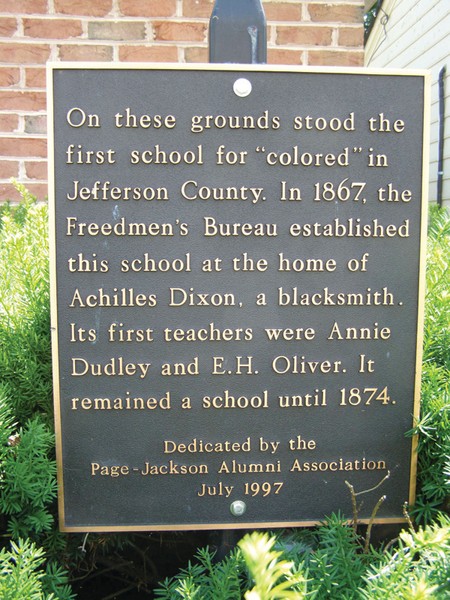 On these grounds stood the
first school for "colored" in
Jefferson County. In 1867, the
Freedmen's Bureau established
this school at the home of
Achilles Dixon, a blacksmith.
Its first teachers were Annie
Dudley and E.H. Oliver. It
remained a school until 1874.
Dedicated by the
Page-Jackson Alumni Association
July 1997